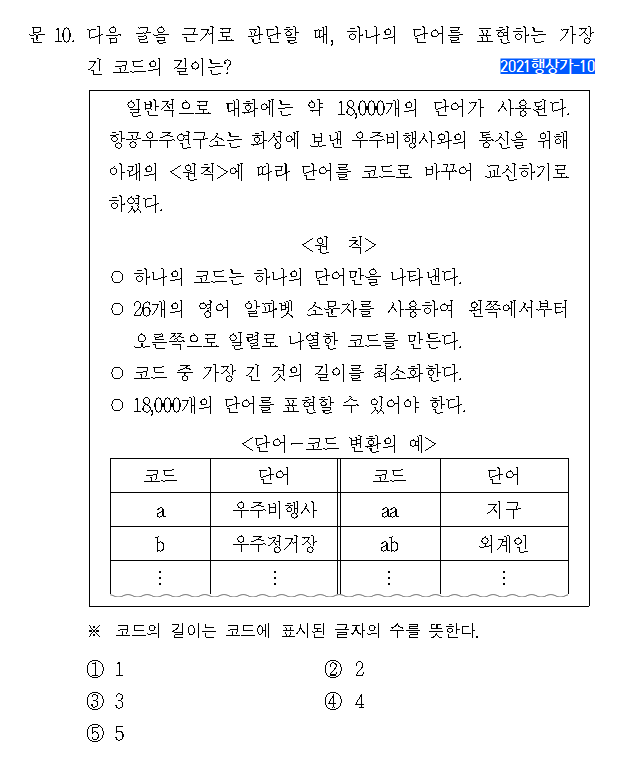 문 10. 다음 글을 근거로 판단할 때, 하나의 단어를 표현하는 가장
긴 코드의 길이는?
2021행상가-10
일반적으로 대화에는 약 18,000개의 단어가 사용된다.
항공우주연구소는 화성에 보낸 우주비행사와의 통신을 위해
아래의 <원칙>에 따라 단어를 코드로 바꾸어 교신하기로
하였다.
<원 칙>
○ 하나의 코드는 하나의 단어만을 나타낸다.
○ 26개의 영어 알파벳 소문자를 사용하여 왼쪽에서부터
오른쪽으로 일렬로 나열한 코드를 만든다.
○ 코드 중 가장 긴 것의 길이를 최소화한다.
○ 18,000개의 단어를 표현할 수 있어야 한다.
<단어-코드 변환의 예>
코드 단어 코드 단어
a 우주비행사 aa 지구
b 우주정거장 ab 외계인
⋮ ⋮ ⋮ ⋮
※ 코드의 길이는 코드에 표시된 글자의 수를 뜻한다.
① 1 ② 2
③ 3 ④ 4
⑤ 5